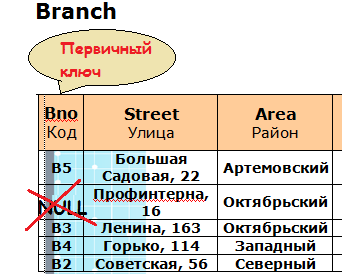 Branch
Первичный
ключ
Bno Street Area
Код Улица Район
B5 Большая Садовая, 22 Артемовский
NULL Профинтерна, 16 Октябрьский
B3 Ленина, 163 Октябрьский
B4 Горько, 114 Западный
B2 Советская, 56 Северный